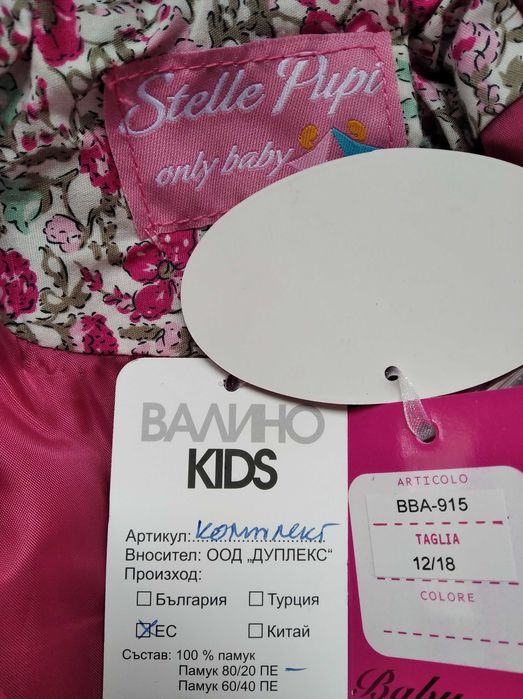 Stelle Pupi
only baby
ВАЛИНО
KIDS
Артикул: комплект
Вносител: ООД „ДУПЛЕКС“
Произход:
България Турция
ЕС Китай
Състав: 100 % памук
Памук 80/20 ПЕ
Памук 60/40 ПЕ
ARTICOLO
BBA-915
TAGLIA
12/18
COLORE
Baby